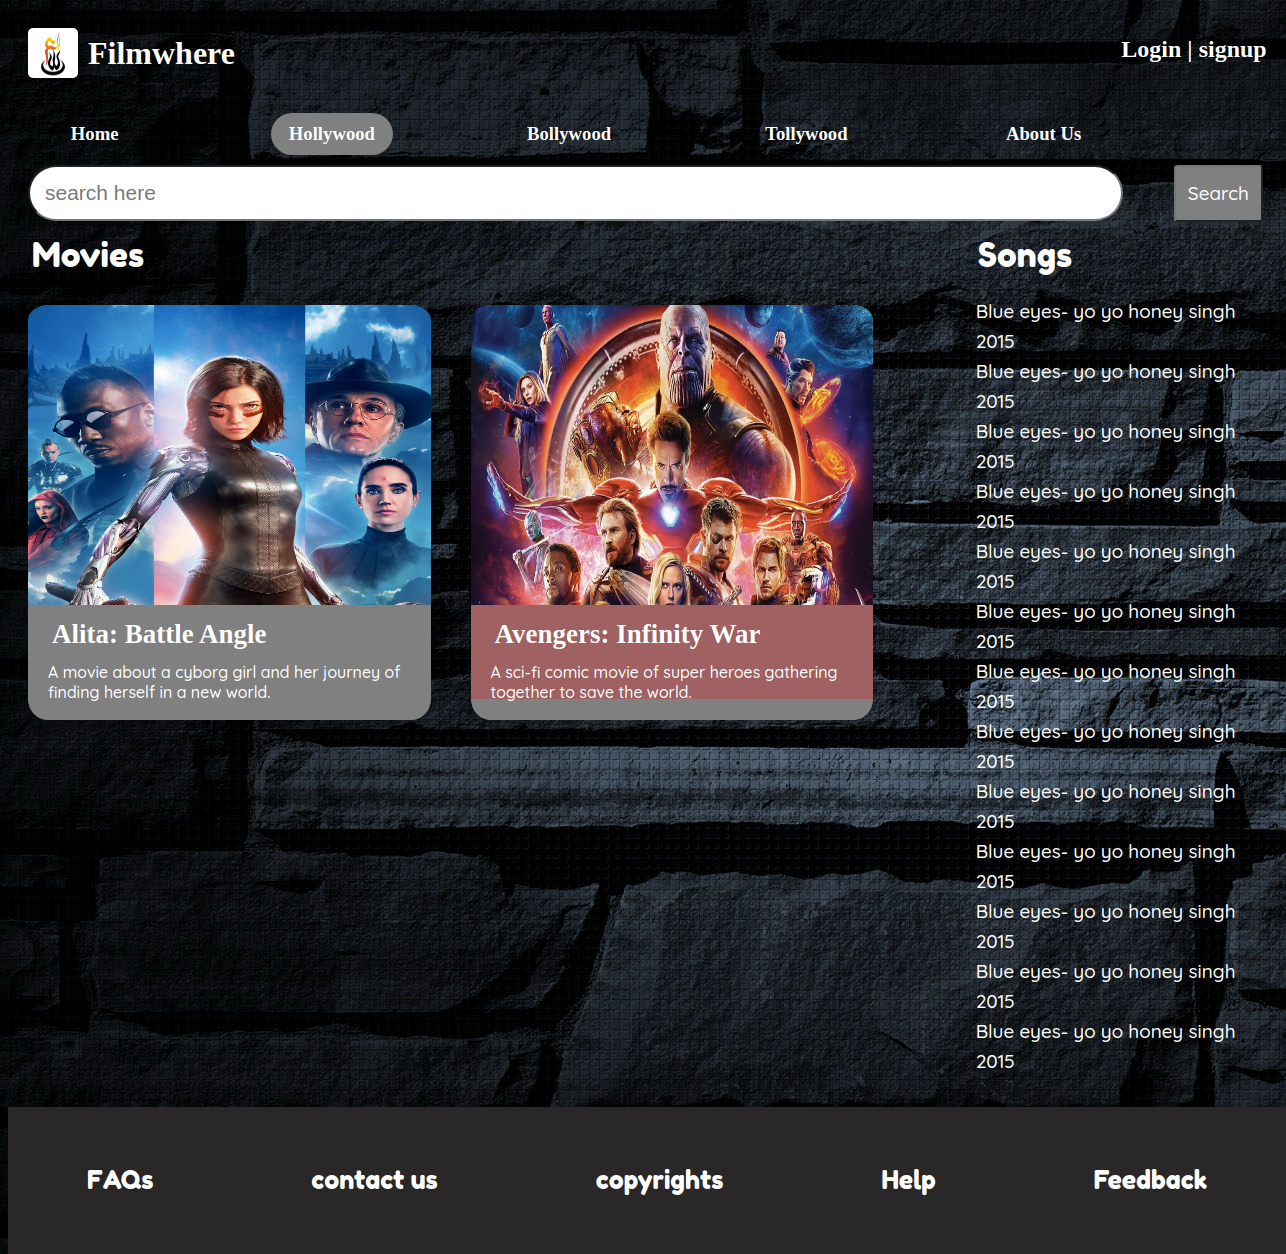 Filmwhere
Login | signup
Home
Hollywood
Bollywood
Tollywood
About Us
search here
Search
Movies
Alita: Battle Angle
A movie about a cyborg girl and her journey of
finding herself in a new world.
Avengers: Infinity War
A sci-fi comic movie of super heroes gathering
together to save the world.
Songs
Blue eyes- yo yo honey singh
2015
Blue eyes- yo yo honey singh
2015
Blue eyes- yo yo honey singh
2015
Blue eyes- yo yo honey singh
2015
Blue eyes- yo yo honey singh
2015
Blue eyes- yo yo honey singh
2015
Blue eyes- yo yo honey singh
2015
Blue eyes- yo yo honey singh
2015
Blue eyes- yo yo honey singh
2015
Blue eyes- yo yo honey singh
2015
Blue eyes- yo yo honey singh
2015
Blue eyes- yo yo honey singh
2015
Blue eyes- yo yo honey singh
2015
FAQs
contact us
copyrights
Help
Feedback